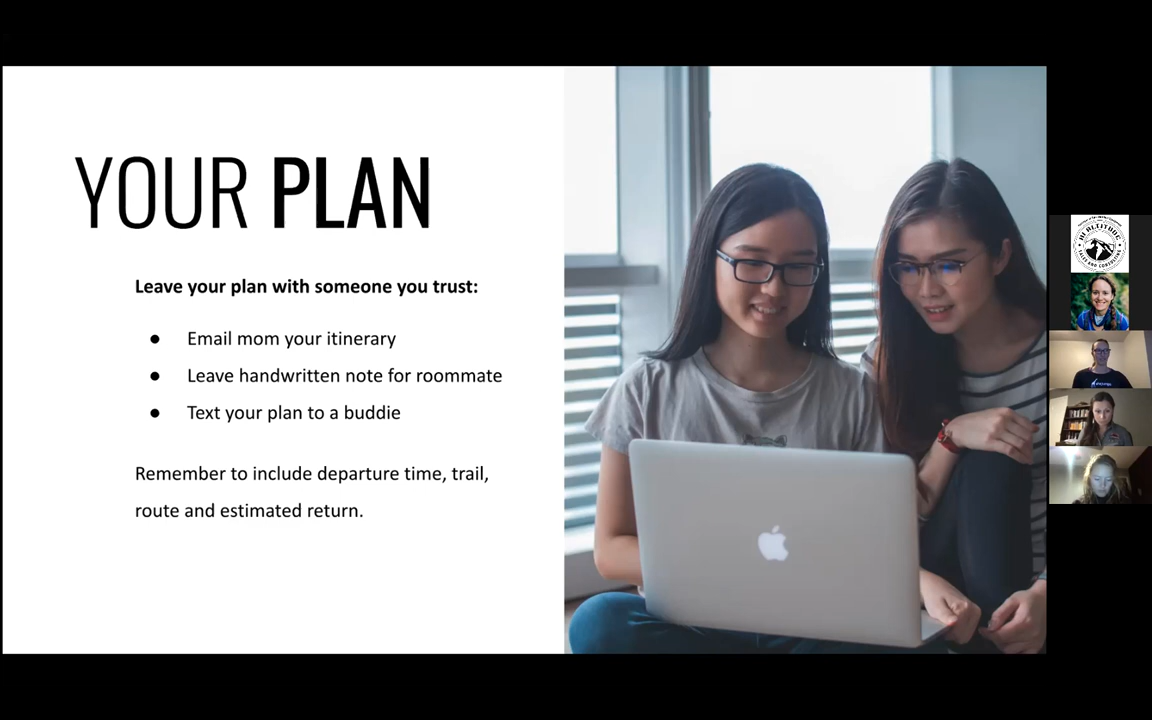 YOUR PLAN
Leave your plan with someone you trust:
● Email mom your itinerary
● Leave handwritten note for roommate
● Text your plan to a buddie
Remember to include departure time, trail,
route and estimated return.